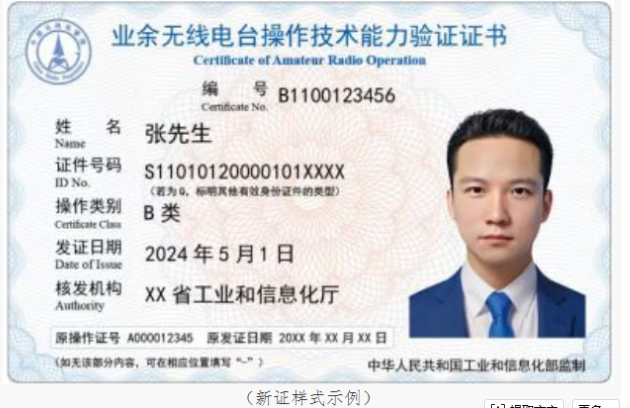 业余无线电台操作技术能力验证证书
Certificate of Amateur Radio Operation
编 号 B1100123456
Certificate No.
姓 名 张先生
Name
证件号码 S11010120000101XXXX
ID No. （若为Q，标明其他有效身份证件的类型）
操作类别 B 类
Certificate Class
发证日期 2024 年 5 月 1 日
Date of Issue
核发机构 XX 省工业和信息化厅
Authority
原操作证号 A000012345 原发证日期 20XX 年 XX 月 XX 日
（如无该部分内容，可在相应位置填写“-”） 中华人民共和国工业和信息化部监制
（新证样式示例）